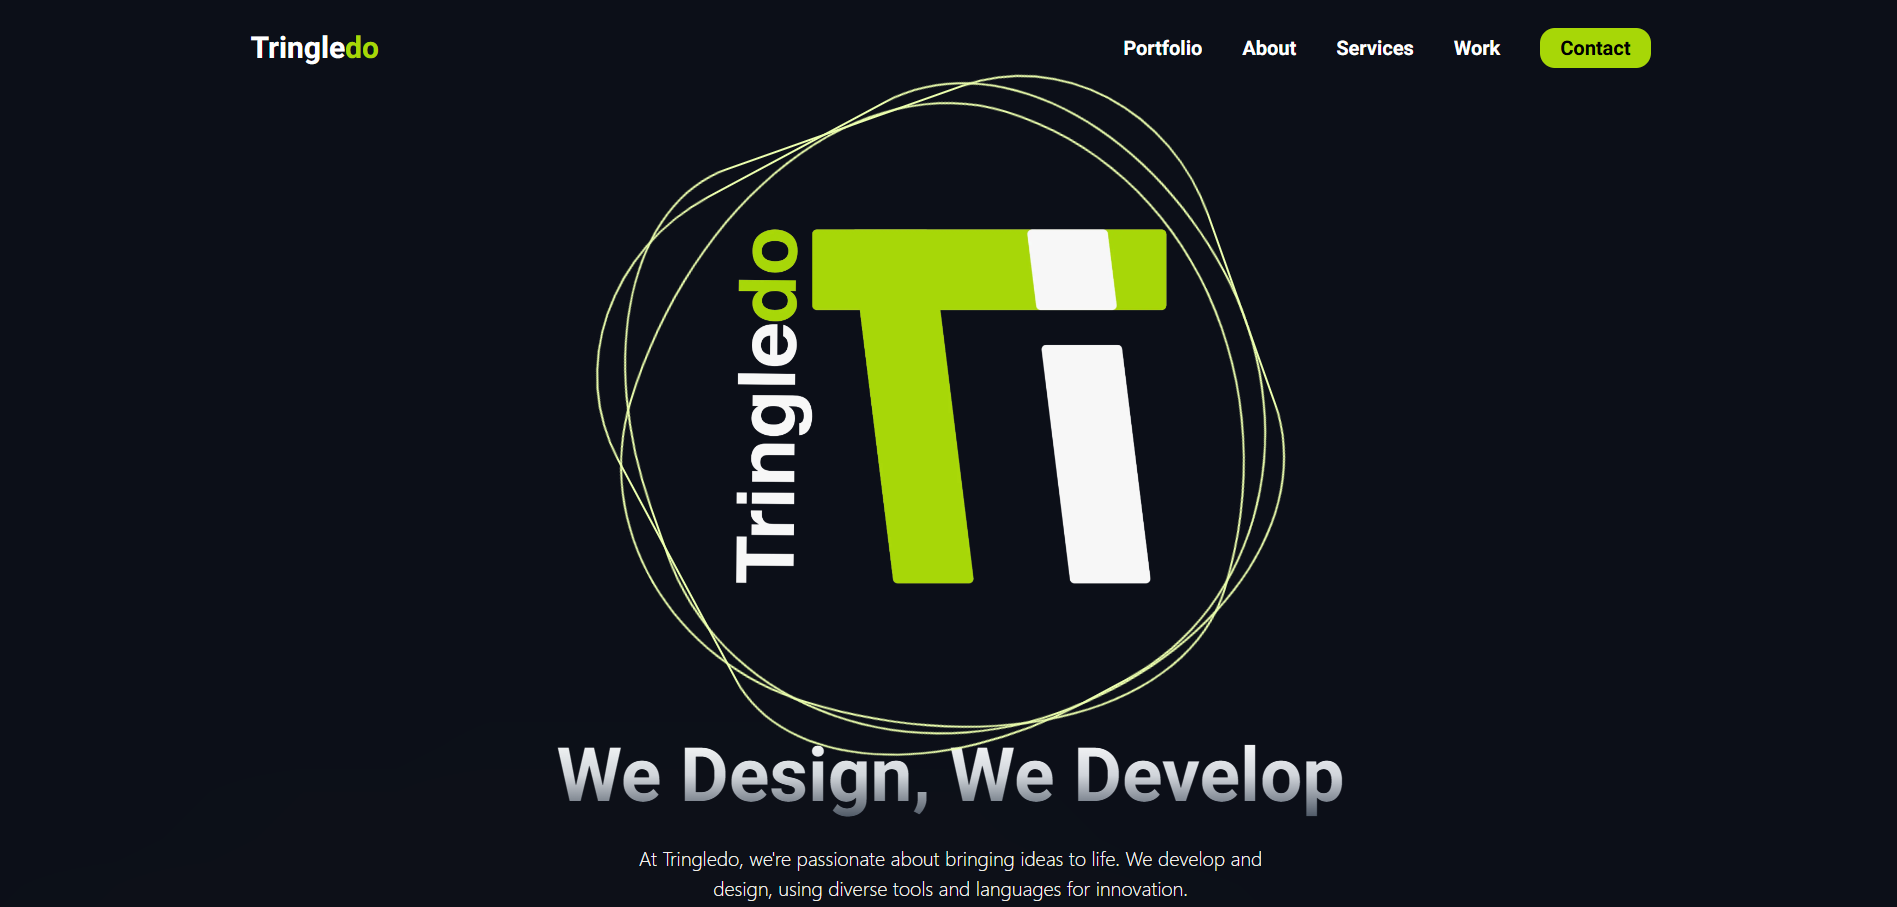 Tringledo
Portfolio
About
Services
Work
Contact
Tringledo
Ti
We Design, We Develop
At Tringledo, we're passionate about bringing ideas to life. We develop and
design, using diverse tools and languages for innovation.